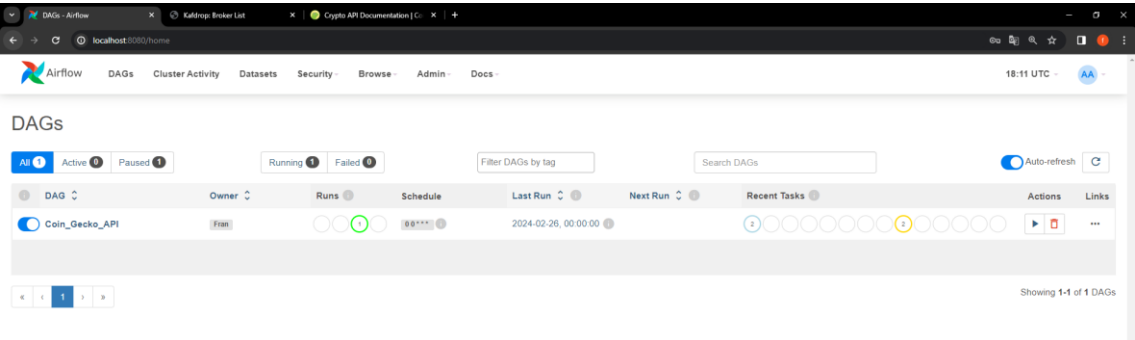 DAGs - Airflow
Kafdrop: Broker List
Crypto API Documentation | Co
localhost:8080/home
Airflow DAGs Cluster Activity Datasets Security Browse Admin Docs 18:11 UTC AA
DAGs
All 1 Active 0 Paused 1 Running 1 Failed 0 Filter DAGs by tag Search DAGs Auto-refresh
DAG Owner Runs Schedule Last Run Next Run Recent Tasks Actions Links
Coin_Gecko_API Fran 1 0 0 * * * 2024-02-26, 00:00:00 2 2
« ‹ 1 › » Showing 1-1 of 1 DAGs